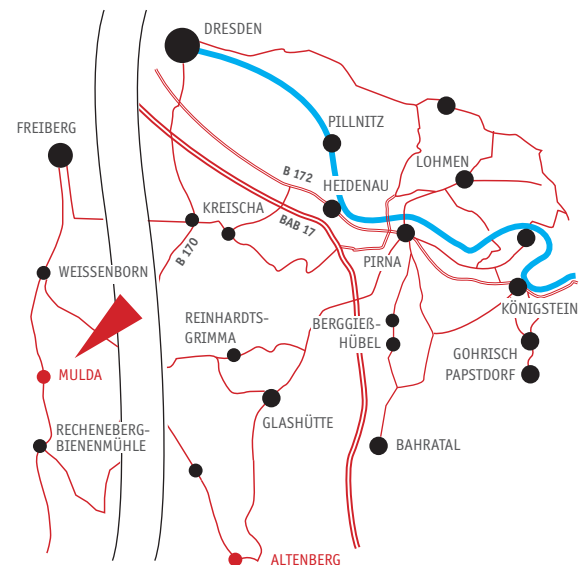 DRESDEN
PILLNITZ
FREIBERG
LOHMEN
B 172
HEIDENAU
KREISCHA
BAB 17
PIRNA
B 170
WEISSENBORN
KÖNIGSTEIN
REINHARDTS-
GRIMMA
BERGGIEß-
HÜBEL
GOHRISCH
PAPSTDORF
MULDA
GLASHÜTTE
RECHENEBERG-
BIENENMÜHLE
BAHRATAL
ALTENBERG